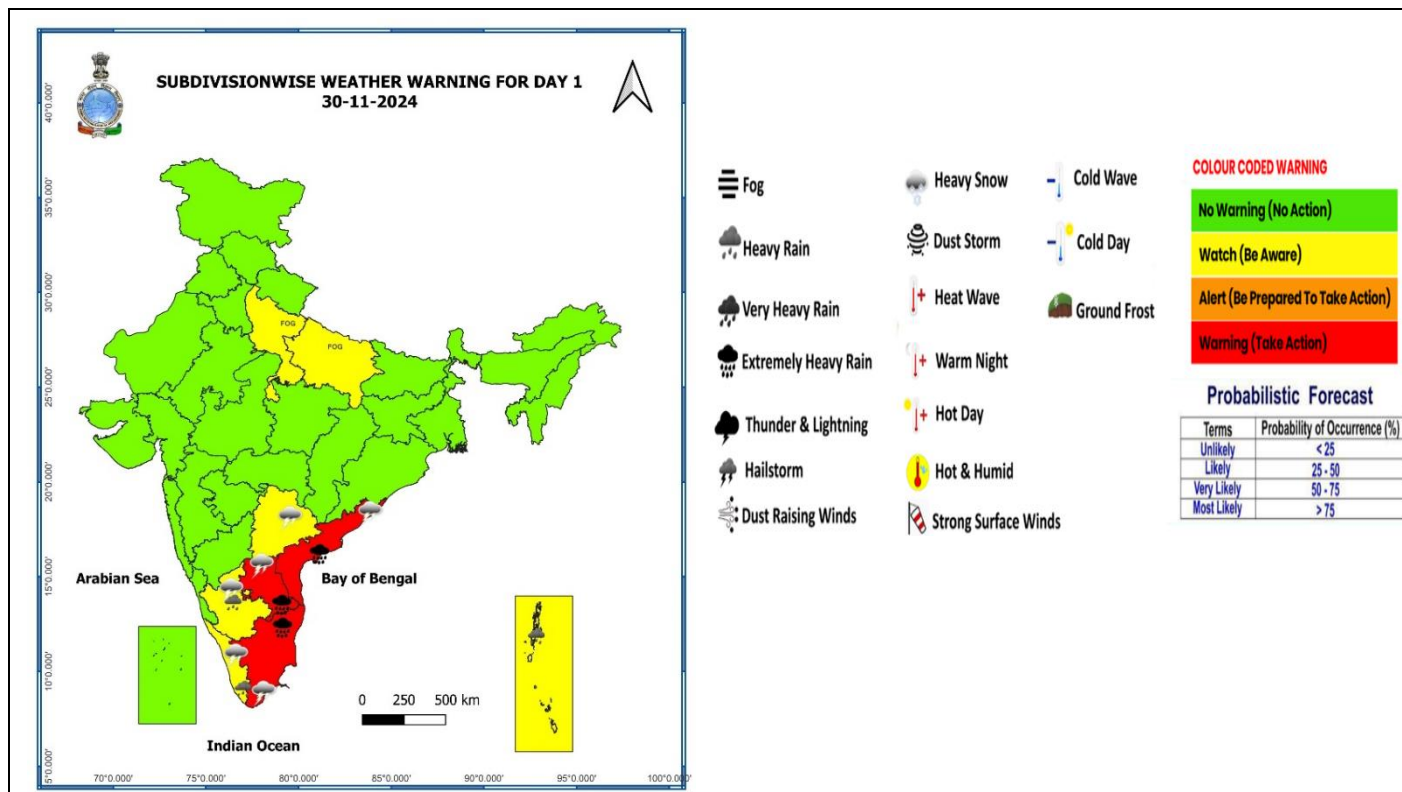 SUBDIVISIONWISE WEATHER WARNING FOR DAY 1
30-11-2024
40°0.000'
35°0.000'
30°0.000'
25°0.000'
20°0.000'
15°0.000'
10°0.000'
5°0.000'
FOG
FOG
Arabian Sea
Bay of Bengal
0 250 500 km
Indian Ocean
70°0.000' 75°0.000' 80°0.000' 85°0.000' 90°0.000' 95°0.000' 100°0.000'
Fog
Heavy Rain
Very Heavy Rain
Extremely Heavy Rain
Thunder & Lightning
Hailstorm
Dust Raising Winds
Heavy Snow
Dust Storm
Heat Wave
Warm Night
Hot Day
Hot & Humid
Strong Surface Winds
Cold Wave
Cold Day
Ground Frost
COLOUR CODED WARNING
No Warning (No Action)
Watch (Be Aware)
Alert (Be Prepared To Take Action)
Warning (Take Action)
Probabilistic Forecast
Terms Probability of Occurrence (%)
Unlikely < 25
Likely 25 - 50
Very Likely 50 - 75
Most Likely > 75